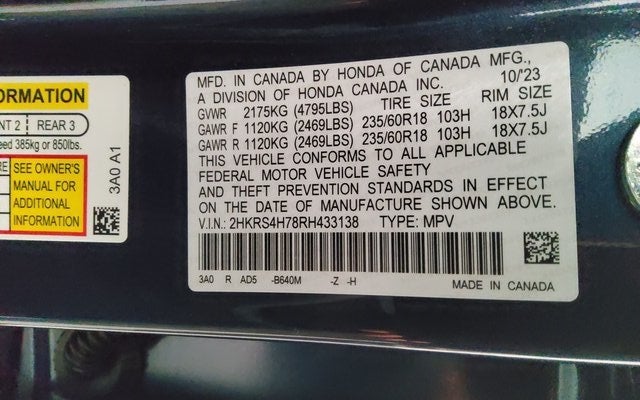 ORMATION
NT 2 REAR 3
eed 385kg or 850lbs.
RE SEE OWNER'S
MANUAL FOR
ADDITIONAL
INFORMATION
3A0 A1
MFD. IN CANADA BY HONDA OF CANADA MFG.,
A DIVISION OF HONDA CANADA INC. 10/'23
GVWR 2175KG (4795LBS) TIRE SIZE RIM SIZE
GAWR F 1120KG (2469LBS) 235/60R18 103H 18X7.5J
GAWR R 1120KG (2469LBS) 235/60R18 103H 18X7.5J
THIS VEHICLE CONFORMS TO ALL APPLICABLE
FEDERAL MOTOR VEHICLE SAFETY
AND THEFT PREVENTION STANDARDS IN EFFECT
ON THE DATE OF MANUFACTURE SHOWN ABOVE.
V.I.N.: 2HKRS4H78RH433138 TYPE: MPV
3A0 R AD5 -B640M -Z -H
MADE IN CANADA